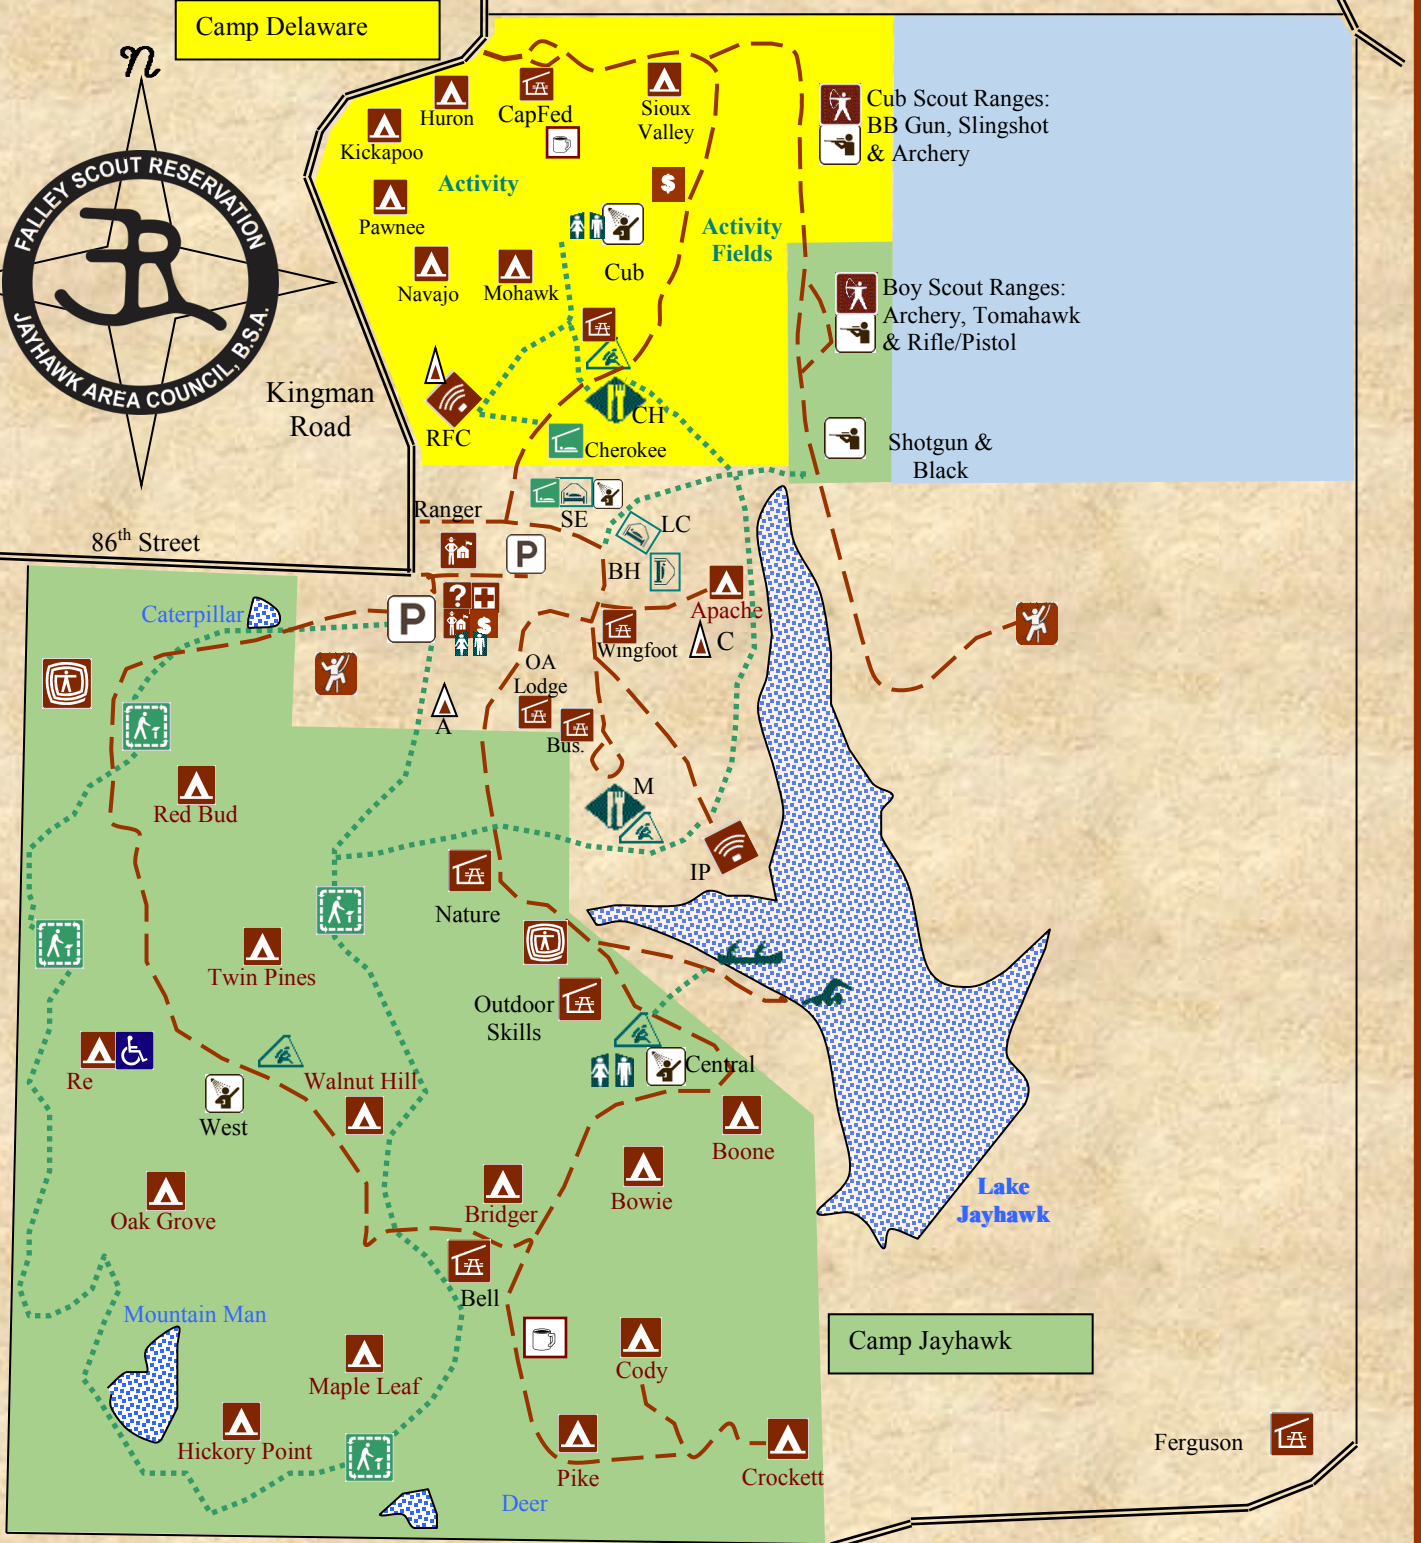 Camp Delaware
n
FALLEY SCOUT RESERVATION
JAYHAWK AREA COUNCIL, B.S.A.
Huron
CapFed
Sioux
Valley
Kickapoo
Activity
$
Pawnee
Activity
Fields
Navajo
Mohawk
Cub
Cub Scout Ranges:
BB Gun, Slingshot
& Archery
Boy Scout Ranges:
Archery, Tomahawk
& Rifle/Pistol
Kingman
Road
RFC
CH
Cherokee
Shotgun &
Black
Ranger
SE
LC
86th Street
P
BH
Caterpillar
P
?
$
Apache
Wingfoot
C
OA
Lodge
A
Bus.
M
Red Bud
IP
Nature
Twin Pines
Outdoor
Skills
Re
Walnut Hill
Central
West
Boone
Bridger
Bowie
Oak Grove
Lake
Jayhawk
Bell
Mountain Man
Camp Jayhawk
Maple Leaf
Cody
Hickory Point
Pike
Crockett
Ferguson
Deer